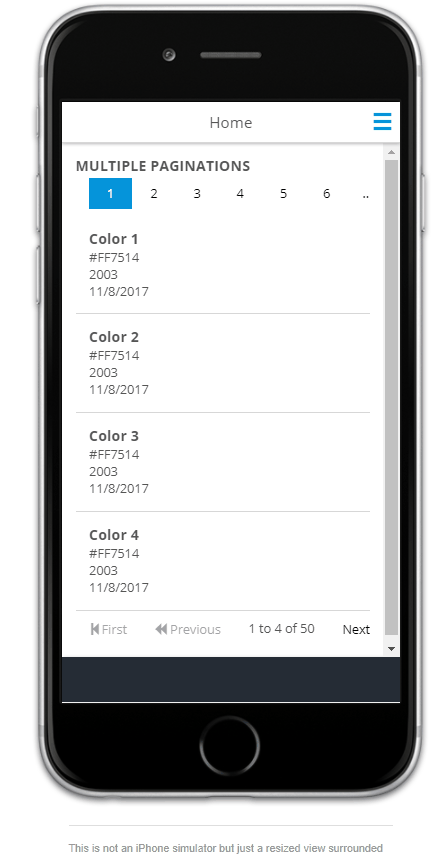 Home
MULTIPLE PAGINATIONS
1 2 3 4 5 6 ..
Color 1
#FF7514
2003
11/8/2017
Color 2
#FF7514
2003
11/8/2017
Color 3
#FF7514
2003
11/8/2017
Color 4
#FF7514
2003
11/8/2017
First Previous 1 to 4 of 50 Next
This is not an iPhone simulator but just a resized view surrounded